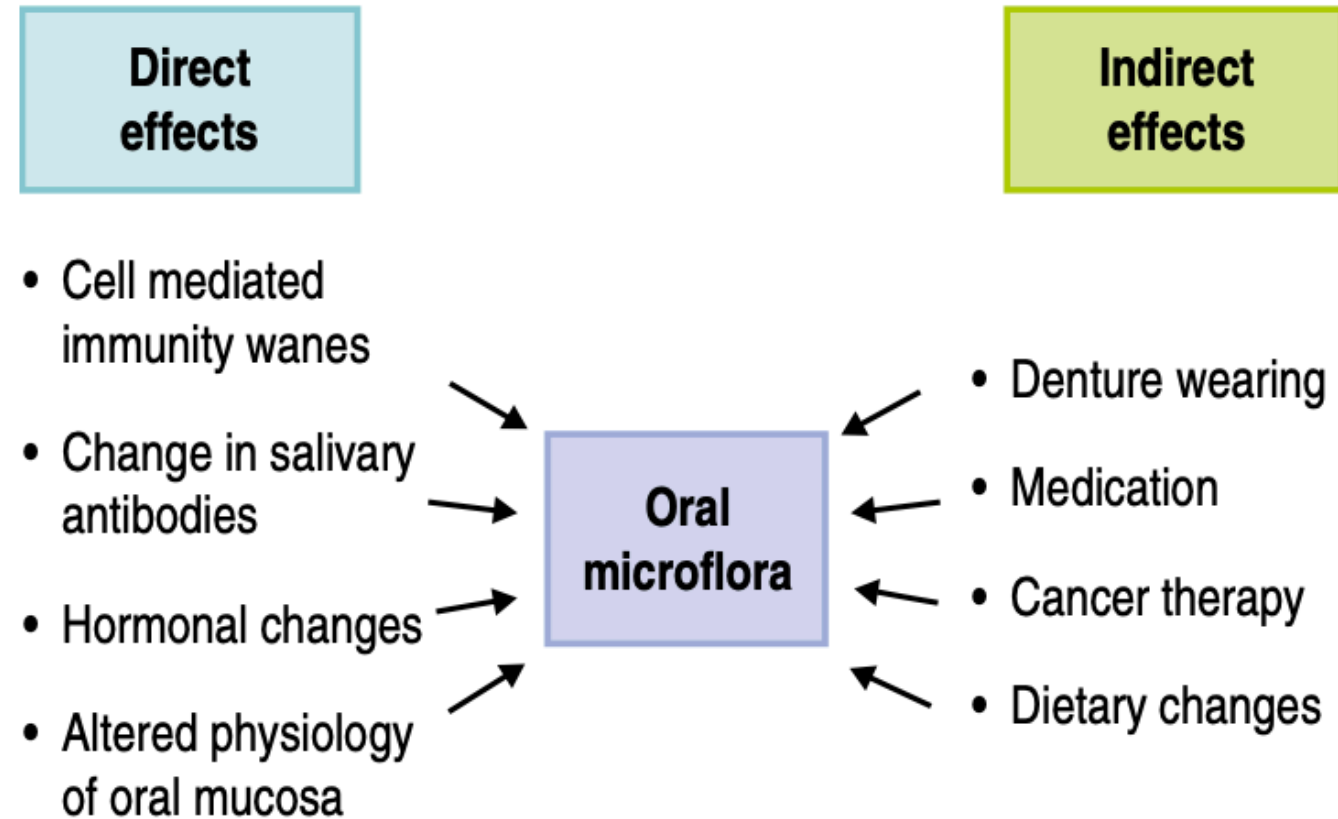 Direct
effects
• Cell mediated
immunity wanes
• Change in salivary
antibodies
• Hormonal changes
• Altered physiology
of oral mucosa
Oral
microflora
Indirect
effects
• Denture wearing
• Medication
• Cancer therapy
• Dietary changes